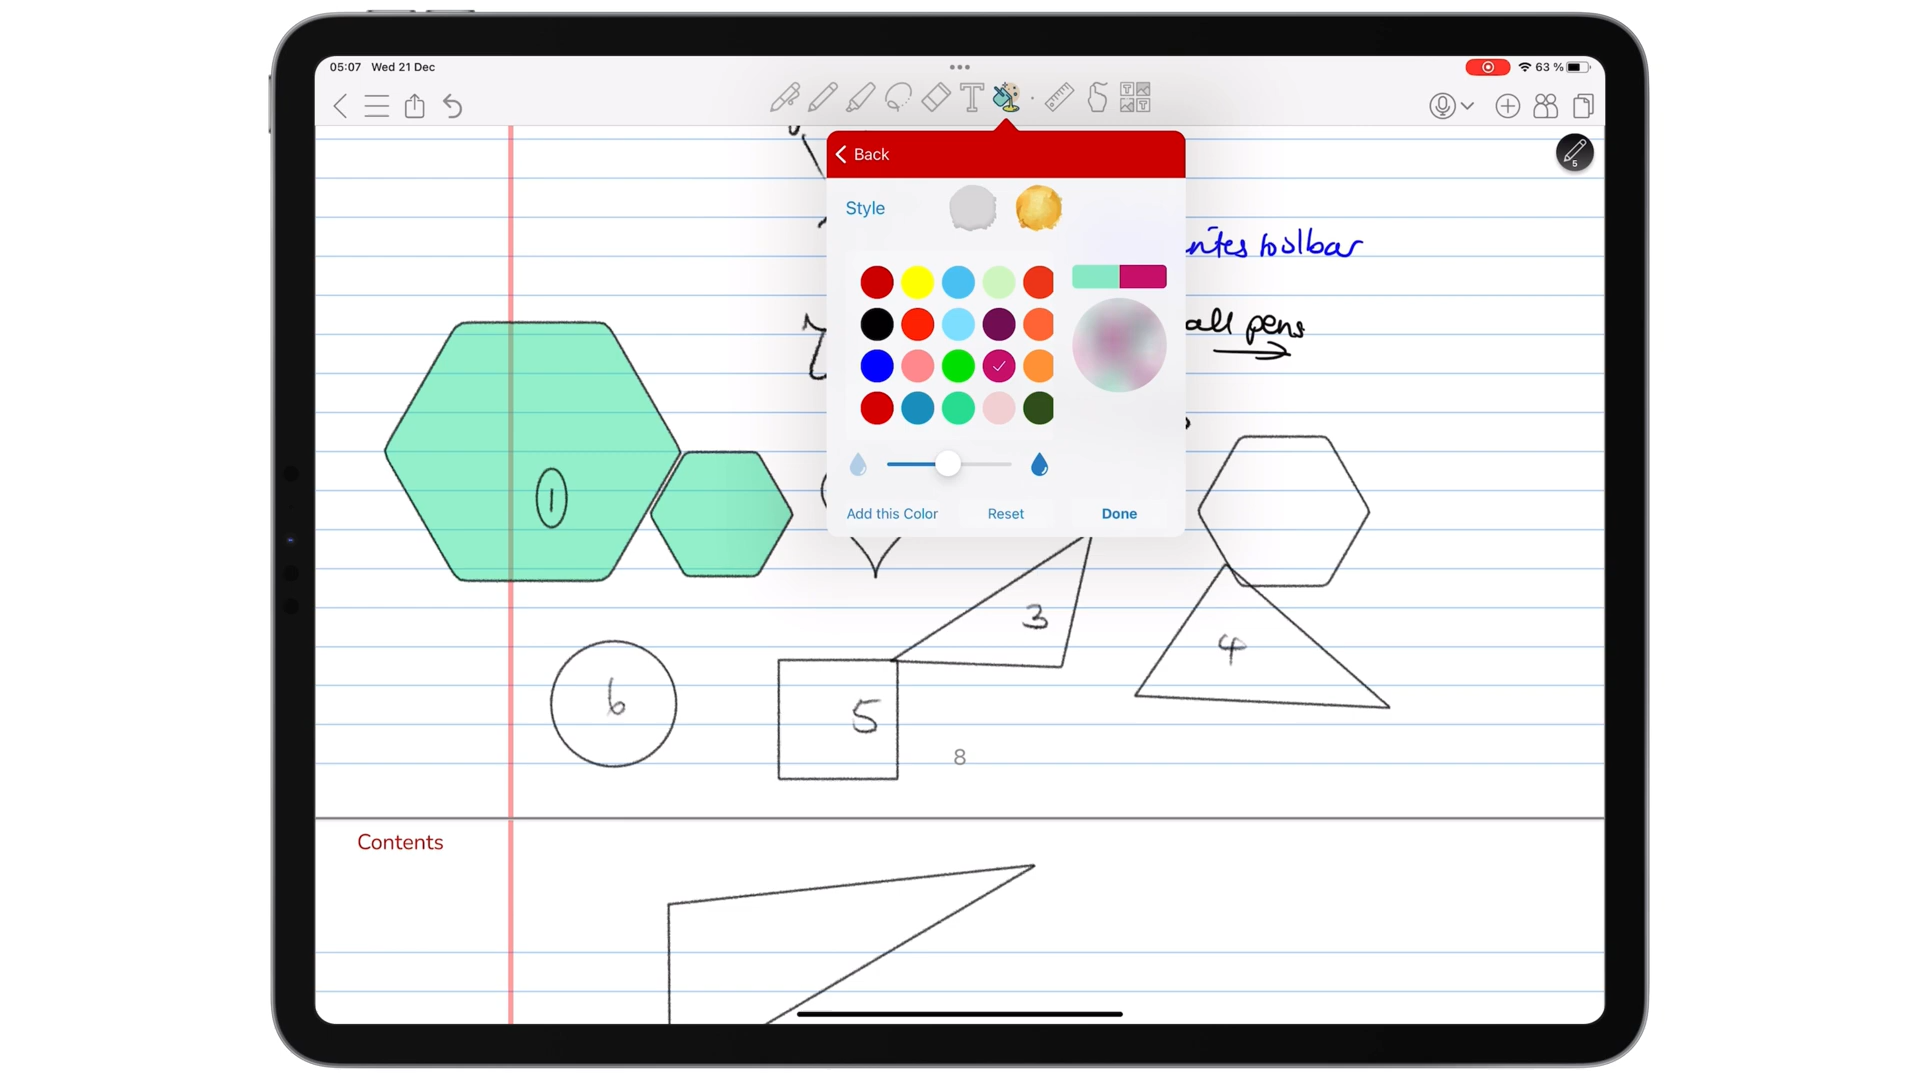 05:07 Wed 21 Dec
63 %
T
T
T
5
Back
Style
toolbar
all pens
Add this Color Reset Done
1
3
4
6
5
8
Contents